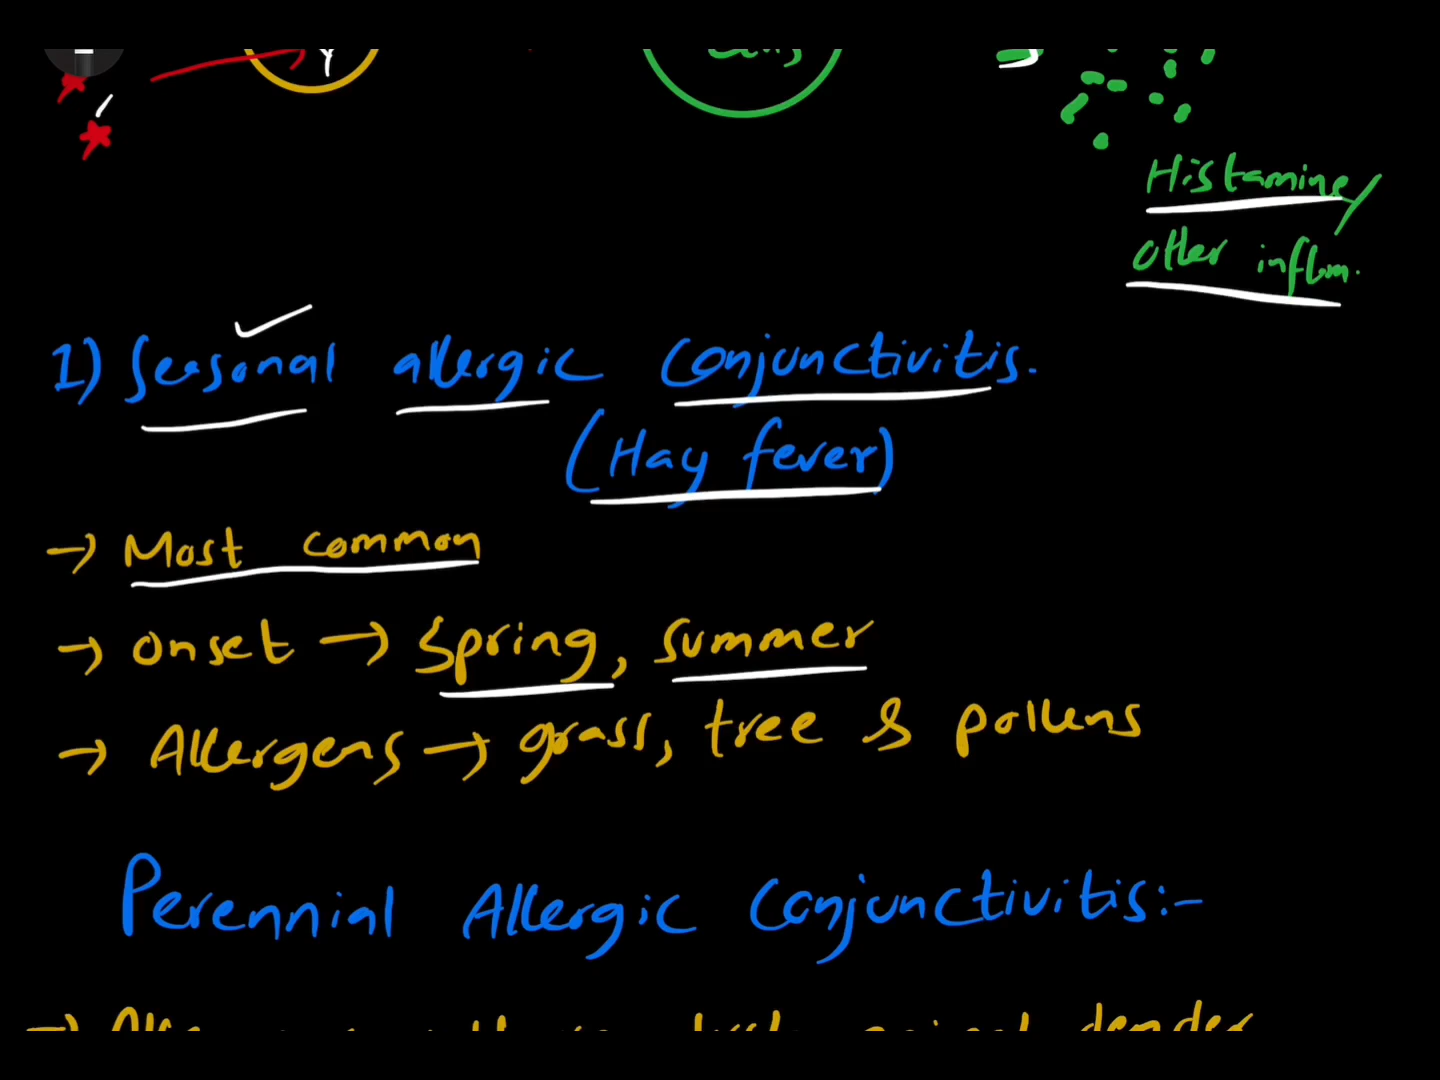 Histamine/
Other inflam.
1) Seasonal allergic Conjunctivitis.
(Hay fever)
→ Most common
→ onset → Spring, summer
→ Allergens → grass, tree & pollens
Perennial Allergic Conjunctivitis:-